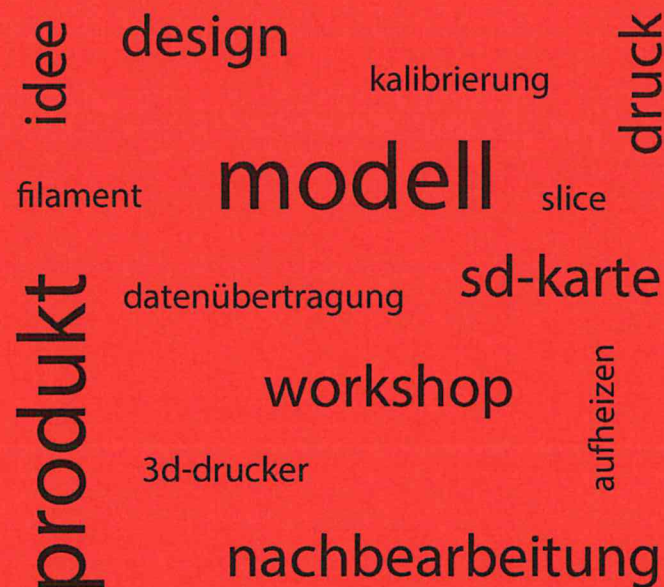 idee
design
kalibrierung
druck
modell
filament
slice
sd-karte
datenübertragung
produkt
workshop
aufheizen
3d-drucker
nachbearbeitung